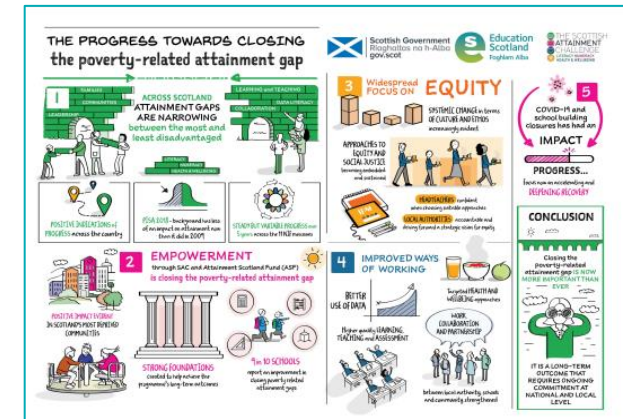 THE PROGRESS TOWARDS CLOSING
the poverty-related attainment gap
Scottish Government
Riaghaltas na h-Alba
gov.scot
Education
Scotland
Foghlam Alba
THE SCOTTISH
ATTAINMENT
CHALLENGE
LITERACY NUMERACY
HEALTH & WELLBEING
1
FAMILIES
COMMUNITIES
LEADERSHIP
ACROSS SCOTLAND
ATTAINMENT GAPS
ARE NARROWING
between the most and
least disadvantaged
LEARNING and TEACHING
DATA LITERACY
COLLABORATION
LITERACY
NUMERACY
HEALTH & WELLBEING
POSITIVE INDICATIONS of
PROGRESS across the country
PISA 2018 - background has less
of an impact on attainment now
than it did in 2009
STEADY BUT VARIABLE PROGRESS
across the 11 NIF measures
2
EMPOWERMENT
through SAC and Attainment Scotland Fund (ASF)
is closing the poverty-related attainment gap
POSITIVE IMPACT EVIDENT
IN SCOTLAND'S MOST DEPRIVED
COMMUNITIES
STRONG FOUNDATIONS
created to help achieve the
programme's long-term outcomes
9 in 10 SCHOOLS
report an improvement in
closing poverty related
attainment gaps
3
Widespread
FOCUS ON
EQUITY
SYSTEMIC CHANGE in terms
OF CULTURE AND ETHOS
increasingly evident
APPROACHES TO
EQUITY AND
SOCIAL JUSTICE
becoming embedded
and sustained
HEADTEACHERS confident
when choosing suitable approaches
LOCAL AUTHORITIES accountable and
driving forward a strategic vision for equity
4
IMPROVED WAYS
OF WORKING
BETTER
USE OF DATA
Targeted HEALTH AND
WELLBEING approaches
Higher quality LEARNING,
TEACHING and ASSESSMENT
WORK
COLLABORATION
AND PARTNERSHIP
between local authority, schools
and community strengthened
5
COVID-19 and
school building
closures has had an
IMPACT
PROGRESS...
focus now on accelerating and
DEEPENING RECOVERY
CONCLUSION
Closing the
poverty-related
attainment gap IS NOW
MORE IMPORTANT THAN
EVER
IT IS A LONG-TERM
OUTCOME THAT
REQUIRES ONGOING
COMMITMENT AT
NATIONAL AND LOCAL
LEVEL